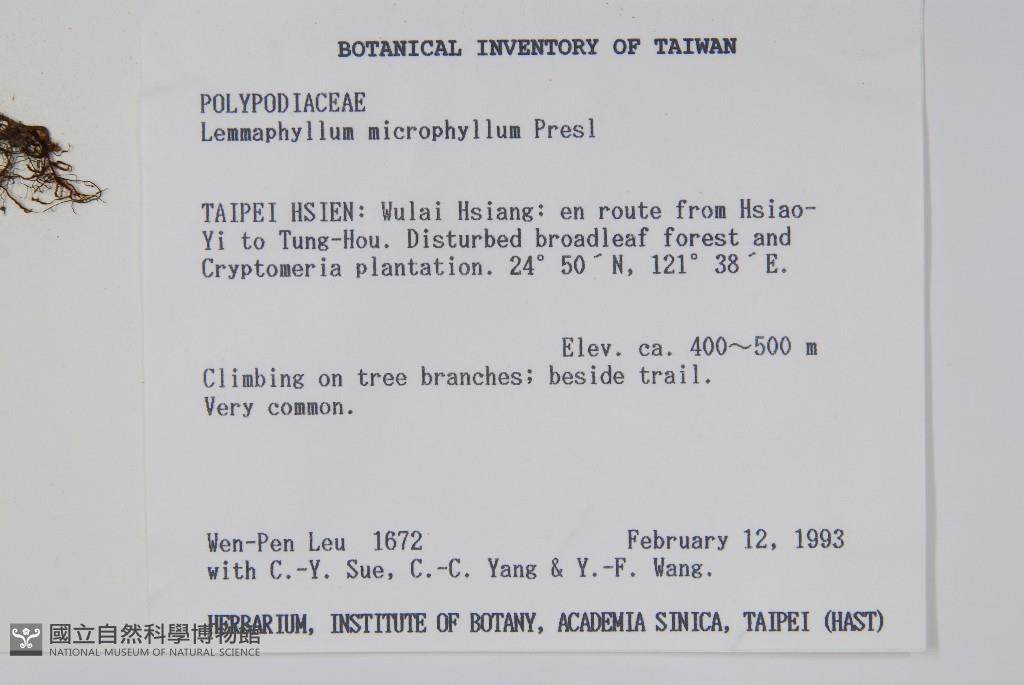 BOTANICAL INVENTORY OF TAIWAN
POLYPODIACEAE
Lemmaphyllum microphyllum Presl
TAIPEI HSIEN: Wulai Hsiang: en route from Hsiao-
Yi to Tung-Hou. Disturbed broadleaf forest and
Cryptomeria plantation. 24° 50´N, 121° 38´E.
Elev. ca. 400～500 m
Climbing on tree branches; beside trail.
Very common.
Wen-Pen Leu 1672 February 12, 1993
with C.-Y. Sue, C.-C. Yang & Y.-F. Wang.
HERBARIUM, INSTITUTE OF BOTANY, ACADEMIA SINICA, TAIPEI (HAST)
國立自然科學博物館
NATIONAL MUSEUM OF NATURAL SCIENCE